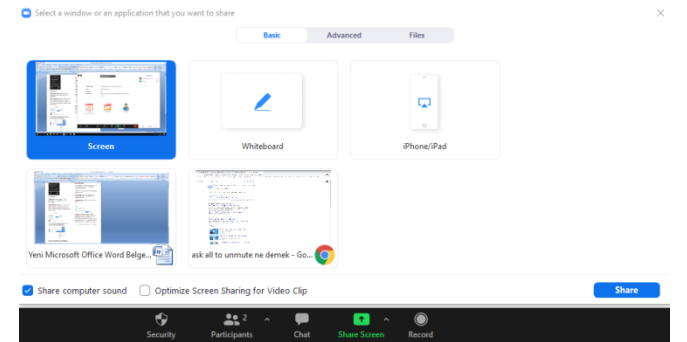 Select a window or an application that you want to share
Basic Advanced Files
Screen
Whiteboard
iPhone/iPad
Yeni Microsoft Office Word Belge...
ask all to unmute ne demek - Go...
Share computer sound Optimize Screen Sharing for Video Clip Share
2
Security Participants Chat Share Screen Record